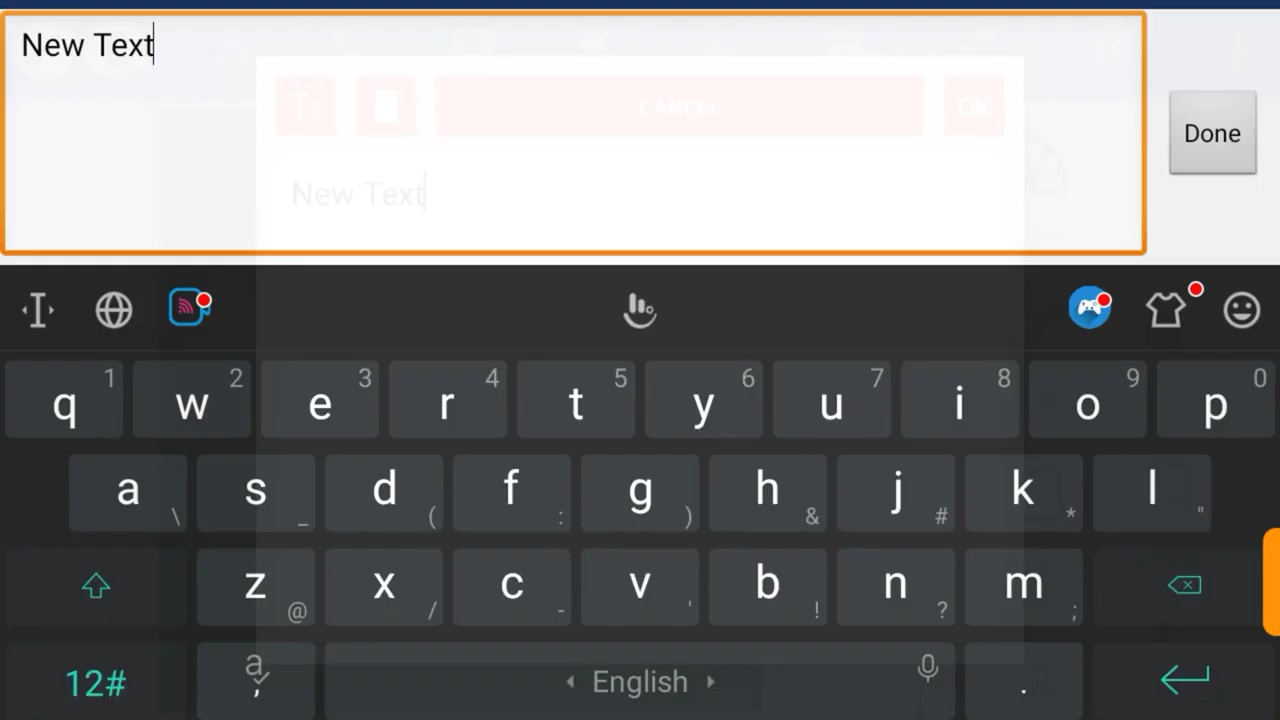 New Text
CANCEL
OK
New Text
Done
1 2 3 4 5 6 7 8 9 0
q w e r t y u i o p
a s d f g h j k l
\ _ ( : ) & # * "
z x c v b n m
@ / - ' ! ? ;
12# , English .
a